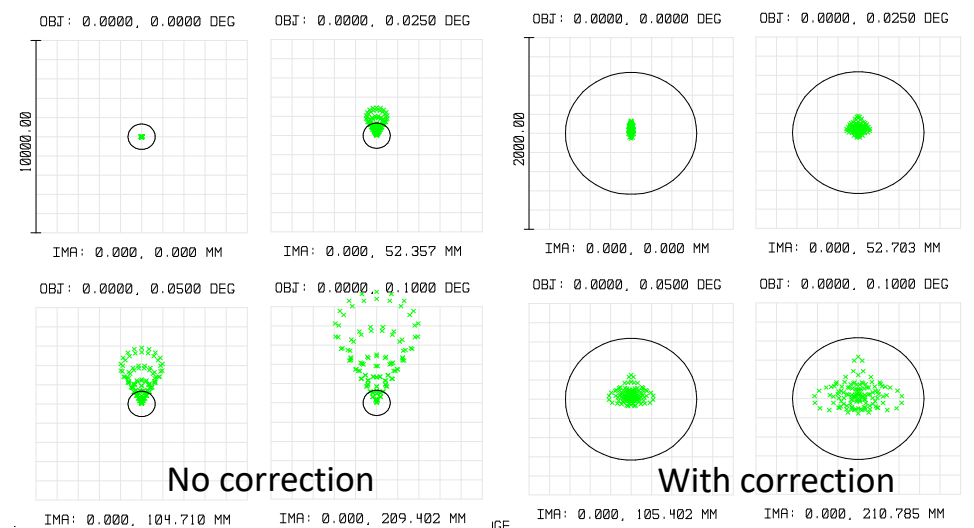 OBJ: 0.0000, 0.0000 DEG
OBJ: 0.0000, 0.0250 DEG
10000.00
IMA: 0.000, 0.000 MM
IMA: 0.000, 52.357 MM
OBJ: 0.0000, 0.0500 DEG
OBJ: 0.0000, 0.1000 DEG
No correction
IMA: 0.000, 104.710 MM
IMA: 0.000, 209.402 MM
OBJ: 0.0000, 0.0000 DEG
OBJ: 0.0000, 0.0250 DEG
2000.00
IMA: 0.000, 0.000 MM
IMA: 0.000, 52.703 MM
OBJ: 0.0000, 0.0500 DEG
OBJ: 0.0000, 0.1000 DEG
With correction
IMA: 0.000, 105.402 MM
IMA: 0.000, 210.785 MM